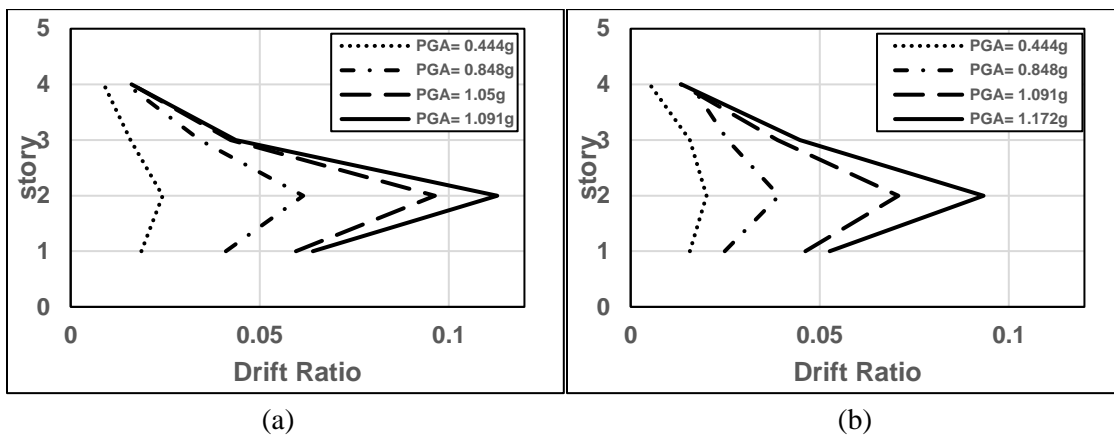 5
4
3
2
1
0
story
0
0.05
0.1
Drift Ratio
PGA= 0.444g
PGA= 0.848g
PGA= 1.05g
PGA= 1.091g
(a)
5
4
3
2
1
0
story
0
0.05
0.1
Drift Ratio
PGA= 0.444g
PGA= 0.848g
PGA= 1.091g
PGA= 1.172g
(b)